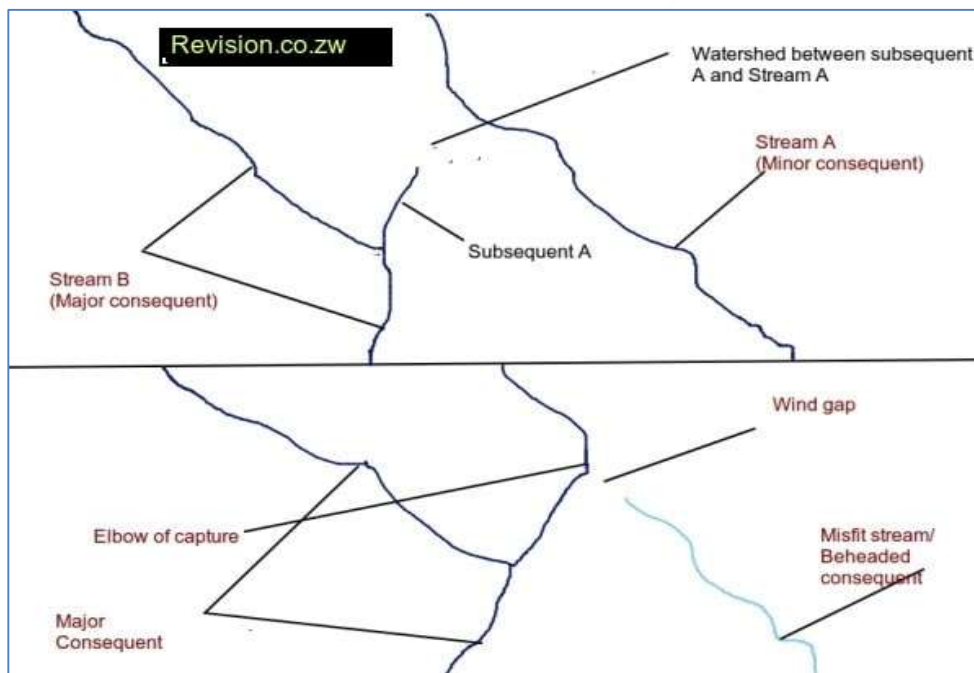 Revision.co.zw
Watershed between subsequent
A and Stream A
Stream A
(Minor consequent)
Subsequent A
Stream B
(Major consequent)
Wind gap
Elbow of capture
Misfit stream/
Beheaded
consequent
Major
Consequent